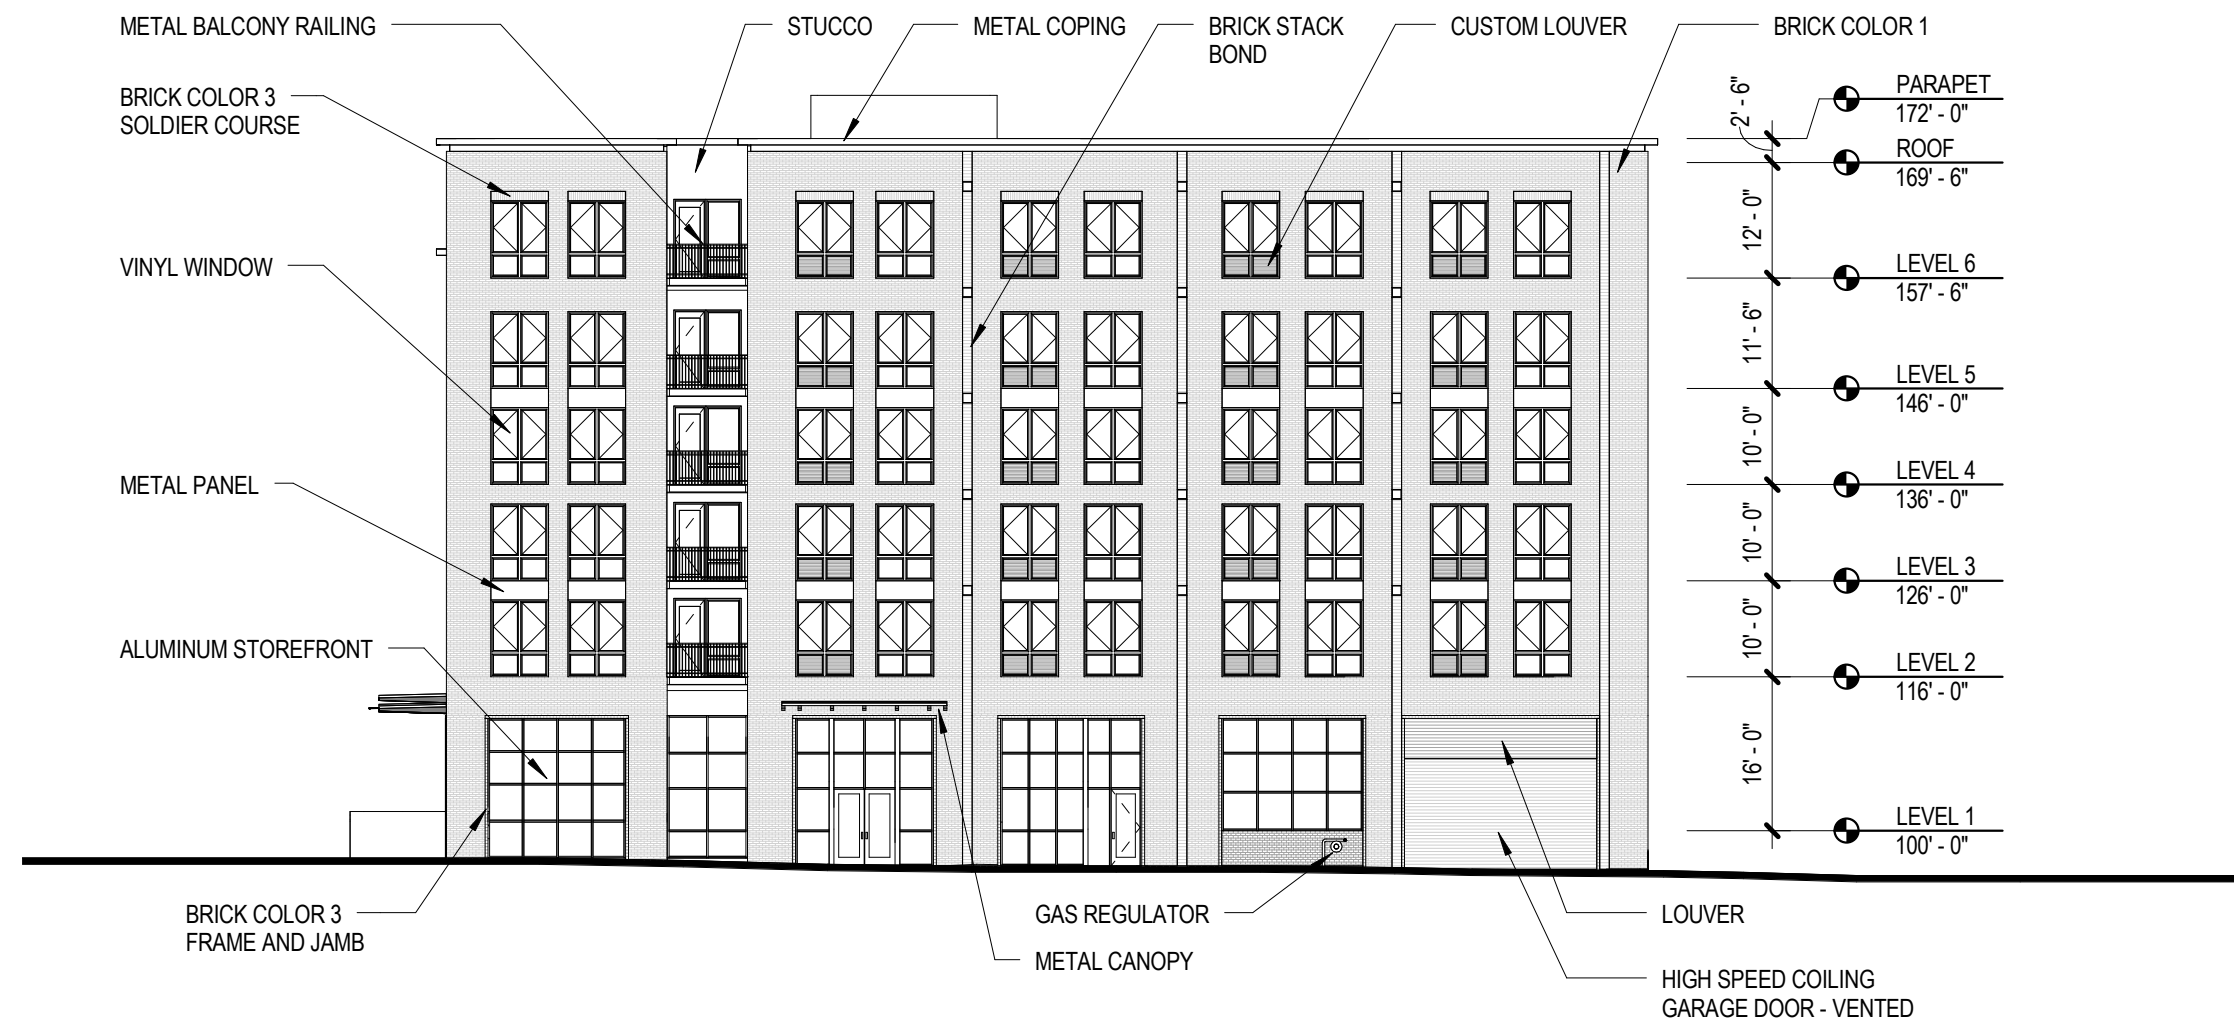 METAL BALCONY RAILING
STUCCO
METAL COPING
BRICK STACK
BOND
CUSTOM LOUVER
BRICK COLOR 1
BRICK COLOR 3
SOLDIER COURSE
VINYL WINDOW
METAL PANEL
ALUMINUM STOREFRONT
BRICK COLOR 3
FRAME AND JAMB
GAS REGULATOR
METAL CANOPY
LOUVER
HIGH SPEED COILING
GARAGE DOOR - VENTED
2' - 6"
12' - 0"
11' - 6"
10' - 0"
10' - 0"
10' - 0"
16' - 0"
PARAPET
172' - 0"
ROOF
169' - 6"
LEVEL 6
157' - 6"
LEVEL 5
146' - 0"
LEVEL 4
136' - 0"
LEVEL 3
126' - 0"
LEVEL 2
116' - 0"
LEVEL 1
100' - 0"